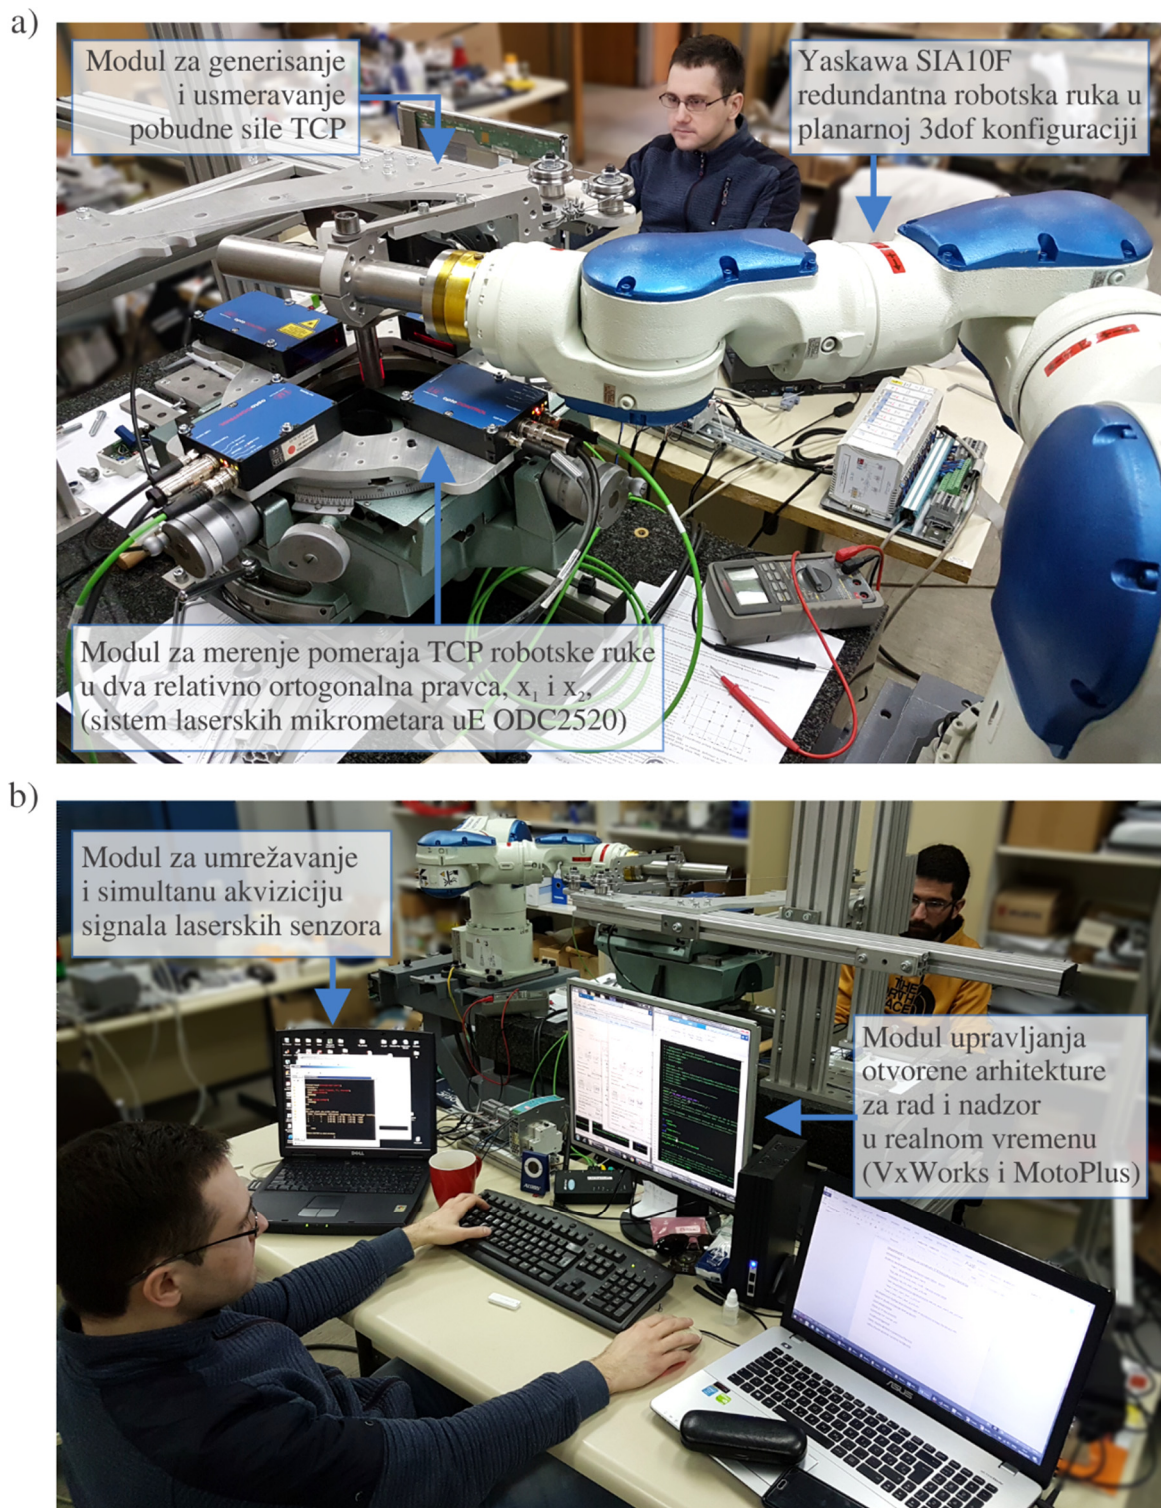 a)
Modul za generisanje
i usmeravanje
pobudne sile TCP
Yaskawa SIA10F
redundantna robotska ruka u
planarnoj 3dof konfiguraciji
Modul za merenje pomeraja TCP robotske ruke
u dva relativno ortogonalna pravca, x₁ i x₂,
(sistem laserskih mikrometara uE ODC2520)
b)
Modul za umrežavanje
i simultanu akviziciju
signala laserskih senzora
Modul upravljanja
otvorene arhitekture
za rad i nadzor
u realnom vremenu
(VxWorks i MotoPlus)
DELL
ASUS